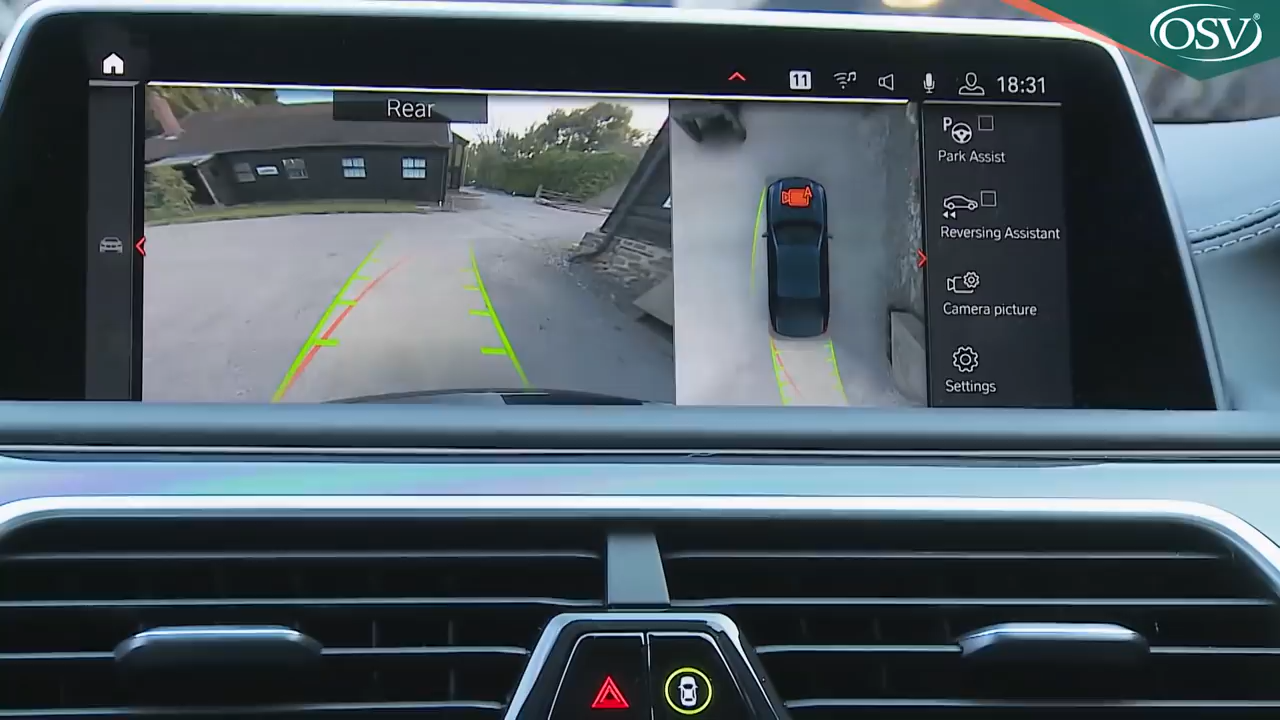 OSV
11
18:31
Rear
P
Park Assist
Reversing Assistant
Camera picture
Settings
A